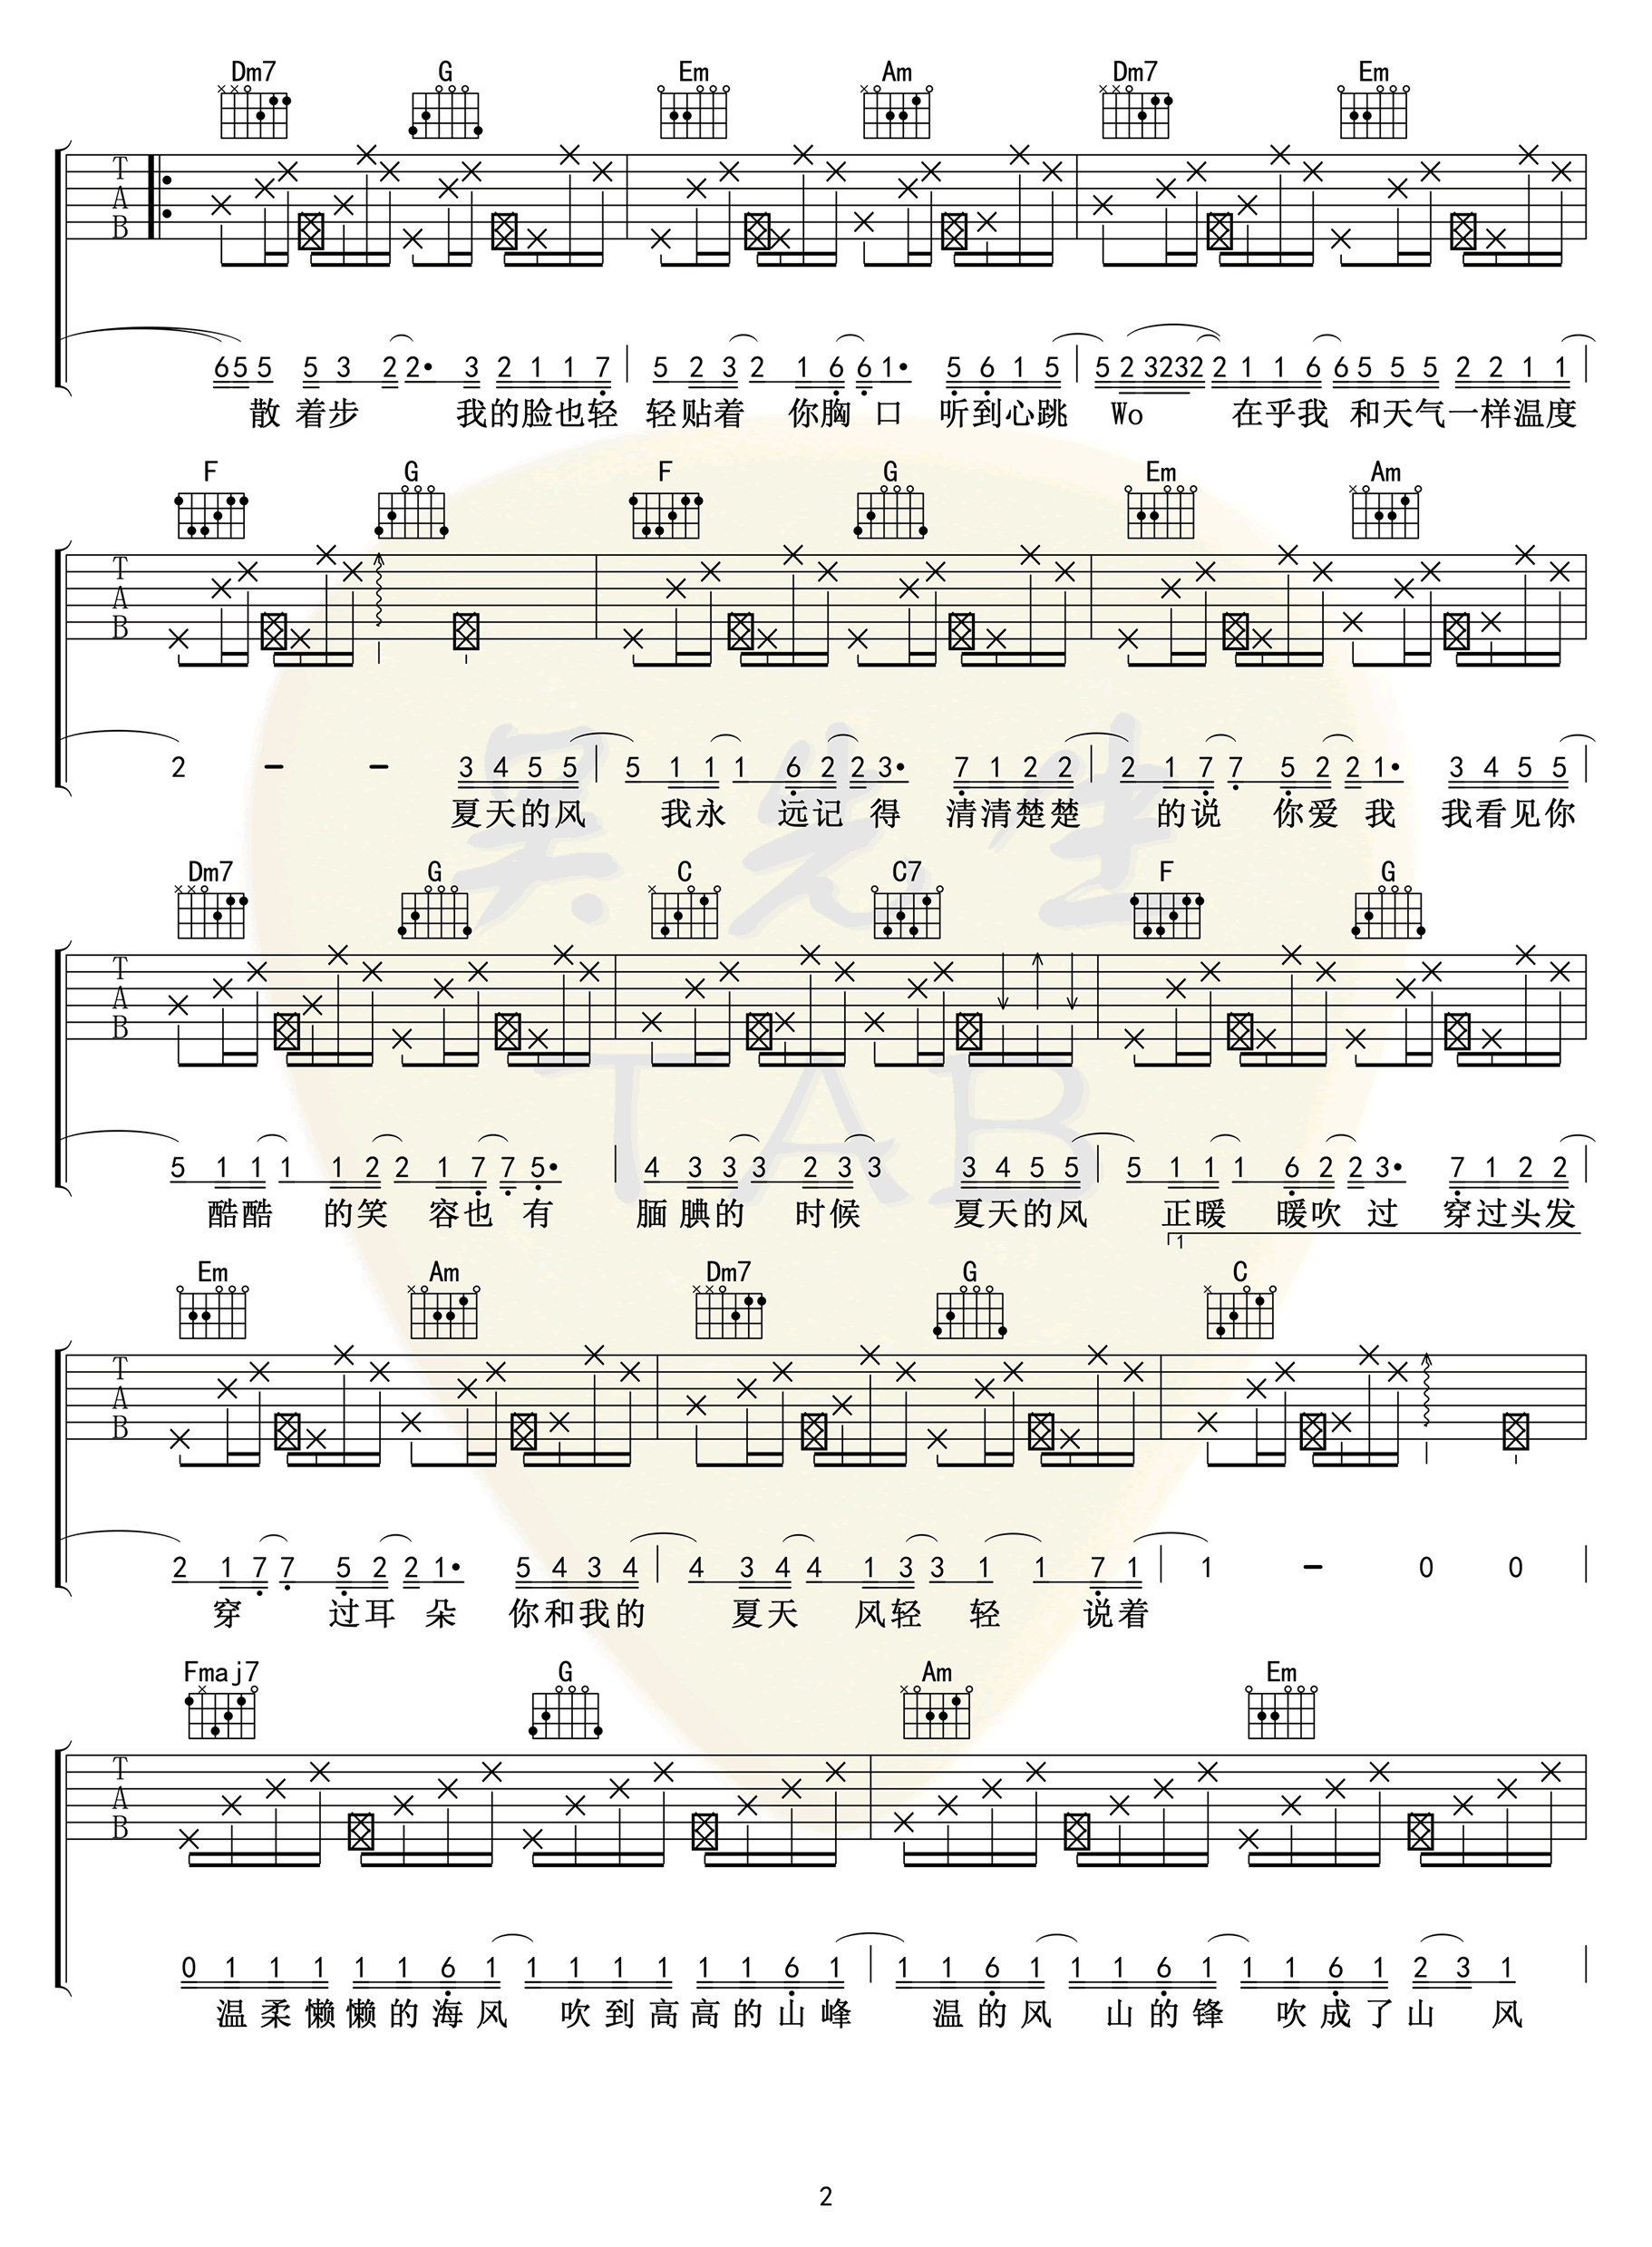 Dm7 G Em Am Dm7 Em
T
A
B
65 5 5 3 2 2• 3 2 1 1 7 | 5 2 3 2 1 6 6 1• 5 6 1 5 | 5 2 3232 2 1 1 6 6 5 5 5 2 2 1 1 |
散 着步 我的脸也轻 轻贴着 你胸 口 听到心跳 Wo 在乎我 和天气一样温度
F G F G Em Am
T
A
B
2 - - 3 4 5 5 | 5 1 1 1 6 2 2 3• 7 1 2 2 | 2 1 7 7 5 2 2 1• 3 4 5 5 |
夏天的风 我永 远记 得 清清楚楚 的说 你爱 我 我看见你
Dm7 G C C7 F G
T
A
B
5 1 1 1 1 2 2 1 7 7 5• | 4 3 3 3 2 3 3 3 4 5 5 | 5 1 1 1 6 2 2 3• 7 1 2 2 |
酷酷 的笑 容也 有 腼 腆的 时候 夏天的风 正暖 暖吹 过 穿过头发
1
Em Am Dm7 G C
T
A
B
2 1 7 7 5 2 2 1• 5 4 3 4 | 4 3 4 4 1 3 3 1 1 7 1 | 1 - 0 0 |
穿 过耳 朵 你和我的 夏天 风轻 轻 说着
Fmaj7 G Am Em
T
A
B
0 1 1 1 1 1 6 1 1 1 1 1 1 1 6 1 | 1 1 6 1 1 1 6 1 1 1 6 1 2 3 1 |
温柔懒懒的海风 吹到高高的山峰 温的风 山的锋 吹成了山 风
吴先生
TAB
2